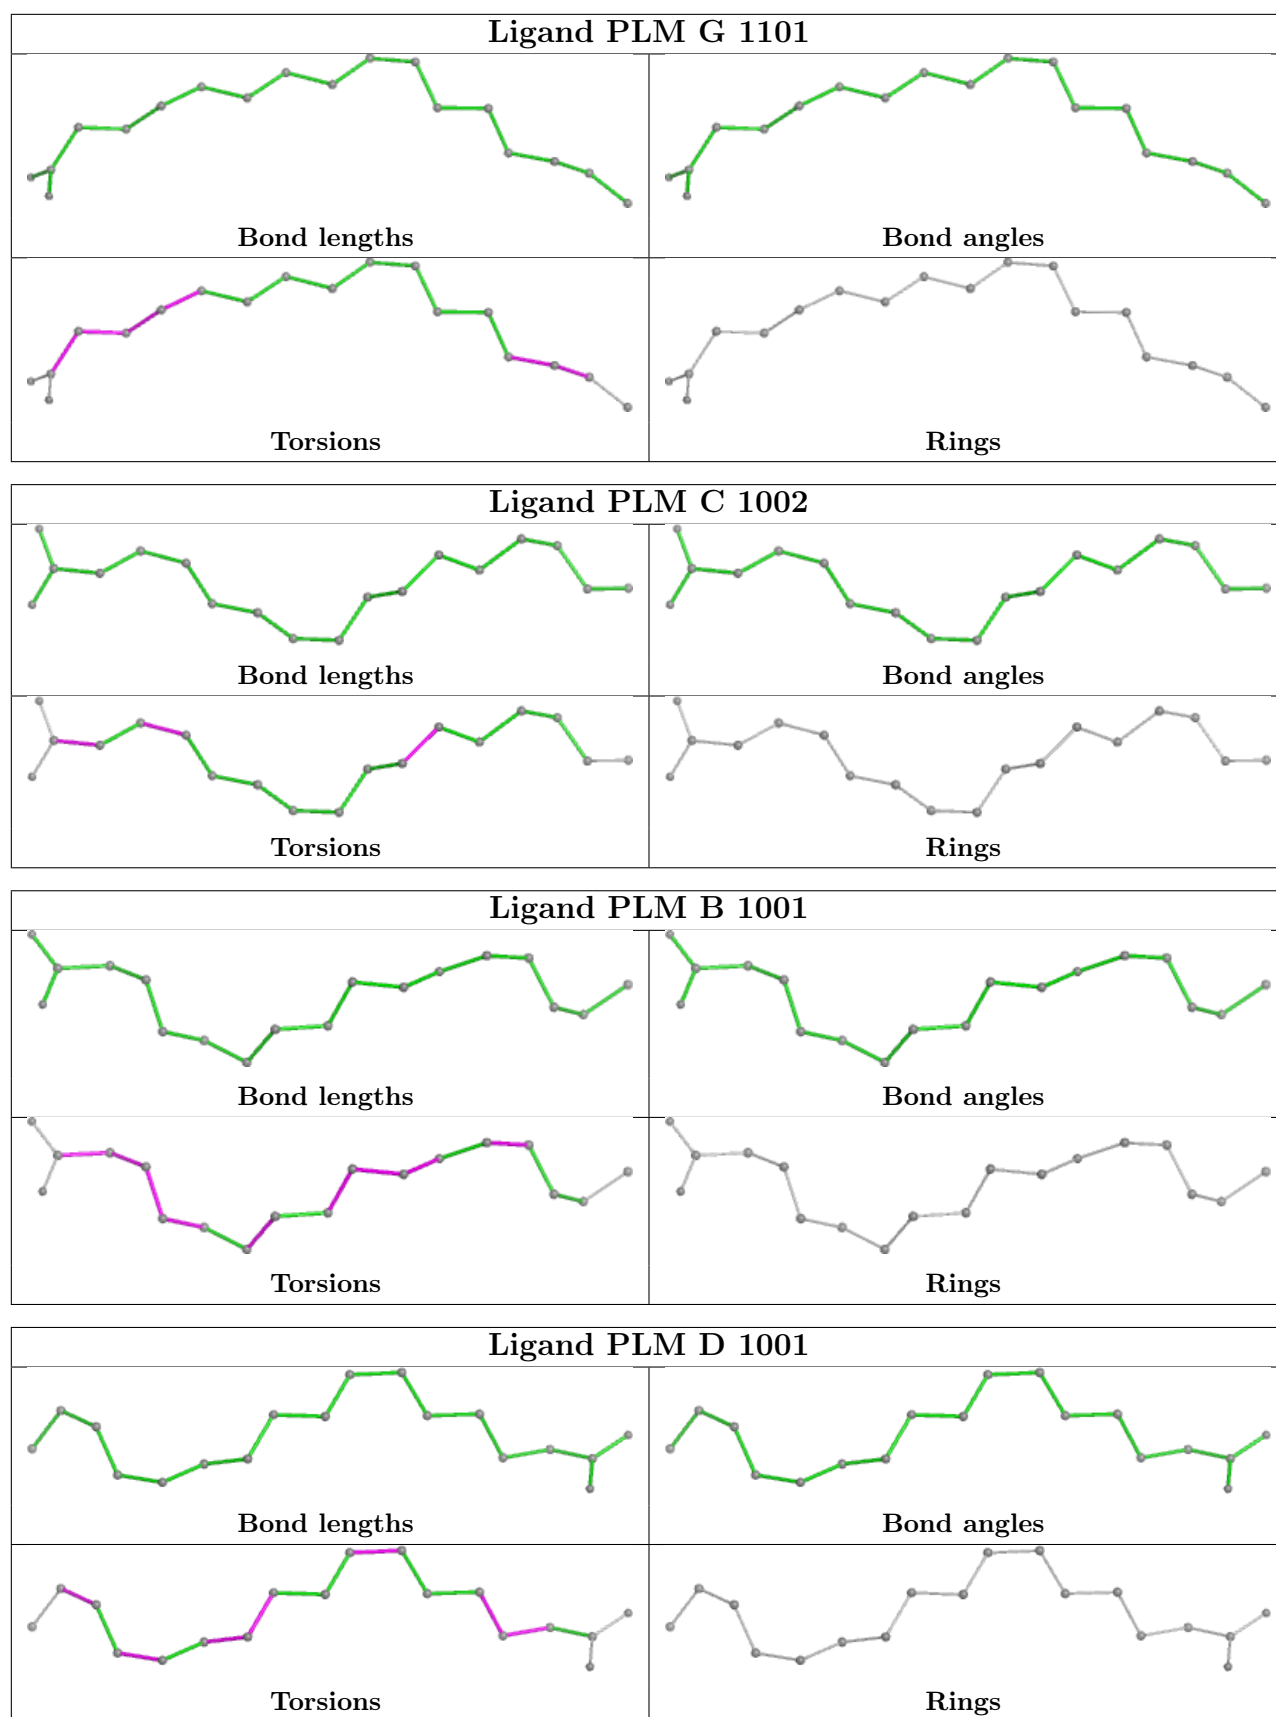 Ligand PLM G 1101
Bond lengths
Bond angles
Torsions
Rings
Ligand PLM C 1002
Bond lengths
Bond angles
Torsions
Rings
Ligand PLM B 1001
Bond lengths
Bond angles
Torsions
Rings
Ligand PLM D 1001
Bond lengths
Bond angles
Torsions
Rings